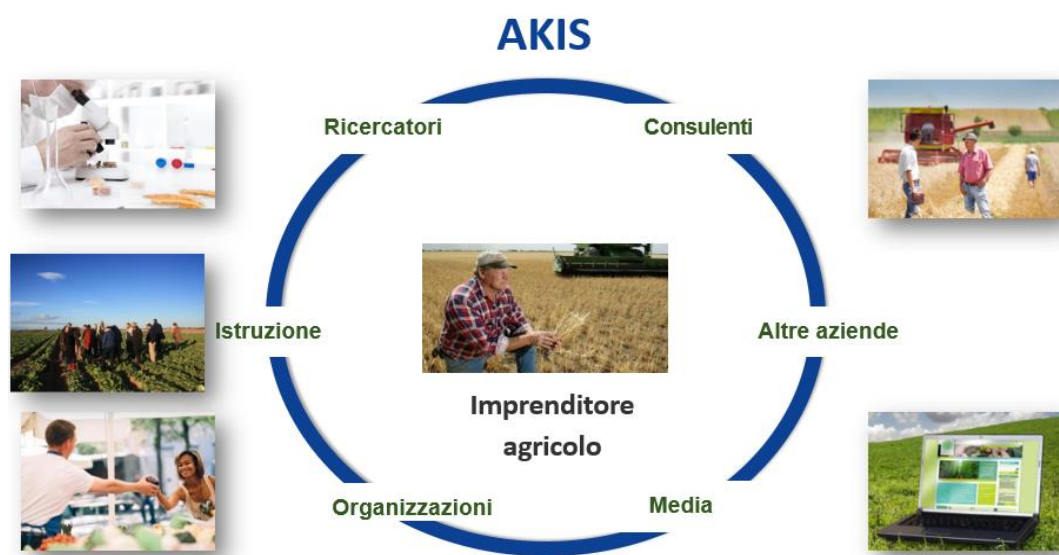 AKIS
Ricercatori
Consulenti
Istruzione
Altre aziende
Imprenditore
agricolo
Organizzazioni
Media